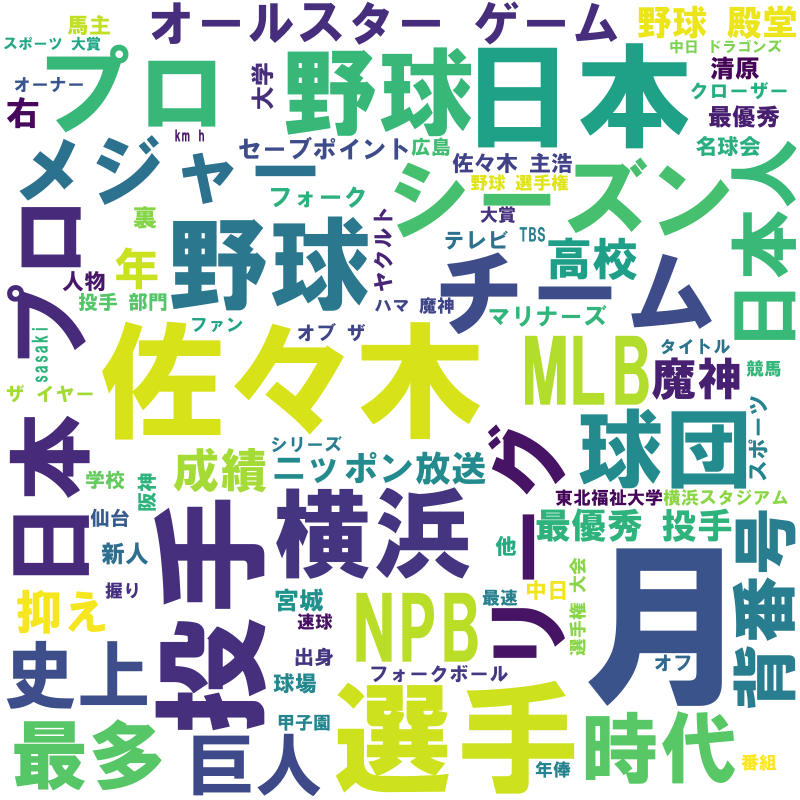 馬主
オールスター ゲーム
野球 殿堂
スポーツ 大賞
中日 ドラゴンズ
プロ
野球
日本
清原
オーナー
大学
クローザー
右
最優秀
km h
セーブポイント
広島
名球会
メジャー
佐々木 主浩
シーズン
日本人
野球 選手権
フォーク
プロ
裏
野球
ヤクルト
大賞
テレビ
TBS
高校
年
人物
チーム
投手 部門
ハマ 魔神
マリナーズ
ファン
オブ ザ
sasaki
佐々木
MLB
タイトル
魔神
競馬
ザ イヤー
日本
シリーズ
リーグ
球団
スポーツ
成績
ニッポン放送
学校
阪神
横浜
東北福祉大学
横浜スタジアム
仙台
投手
最優秀 投手
背番号
新人
他
月
握り
宮城
NPB
最速
中日
選手権 大会
抑え
速球
史上
出身
フォークボール
オフ
球場
選手
最多
巨人
甲子園
時代
年俸
番組